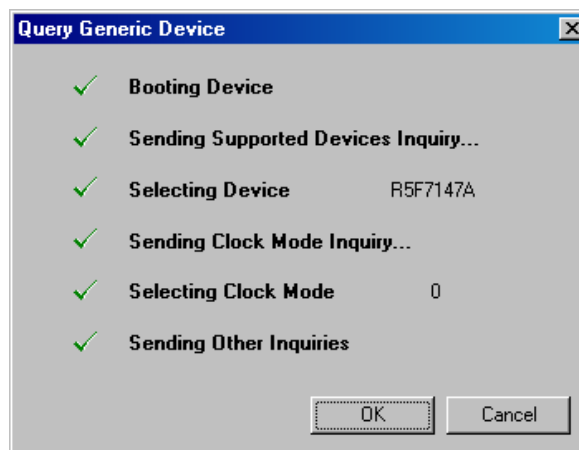 Query Generic Device
Booting Device
Sending Supported Devices Inquiry...
Selecting Device R5F7147A
Sending Clock Mode Inquiry...
Selecting Clock Mode 0
Sending Other Inquiries
OK Cancel